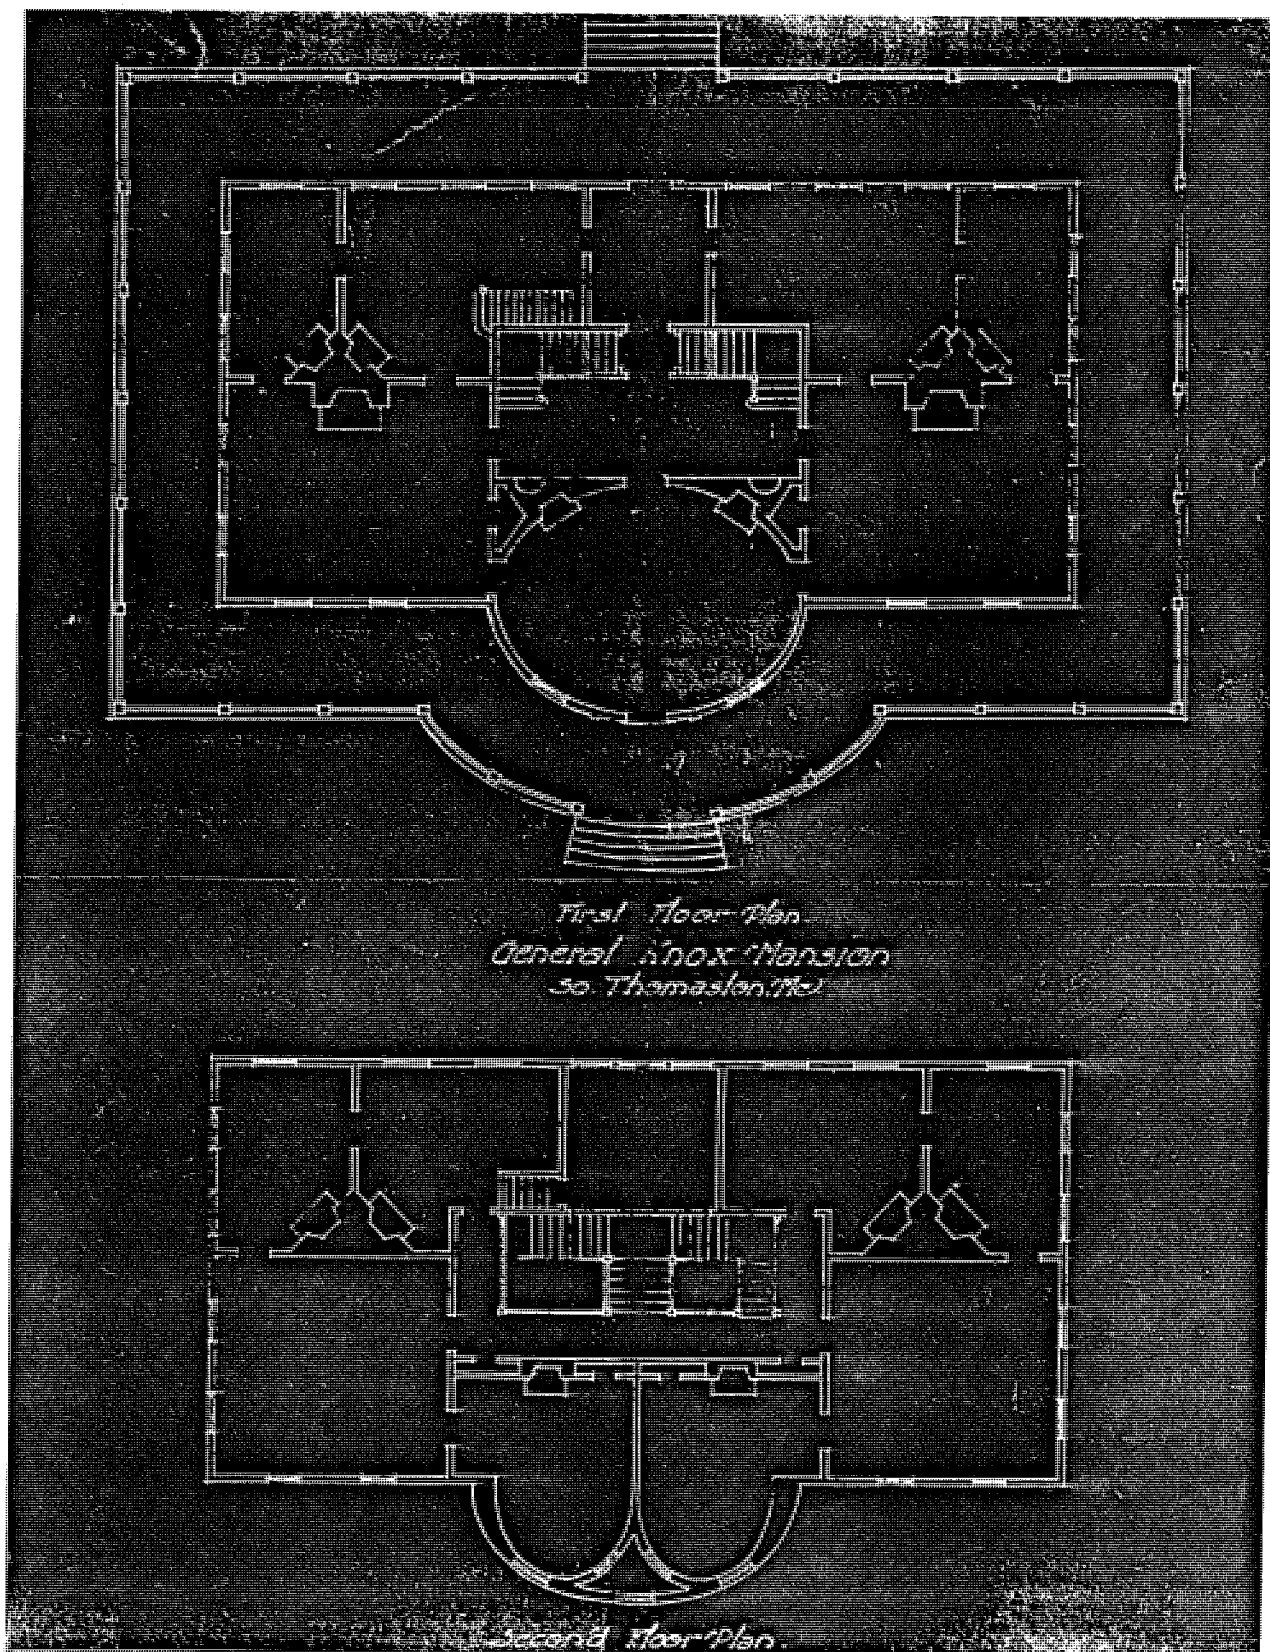 First Floor Plan
General Knox Mansion
So. Thomaston, Me.
Second Floor Plan